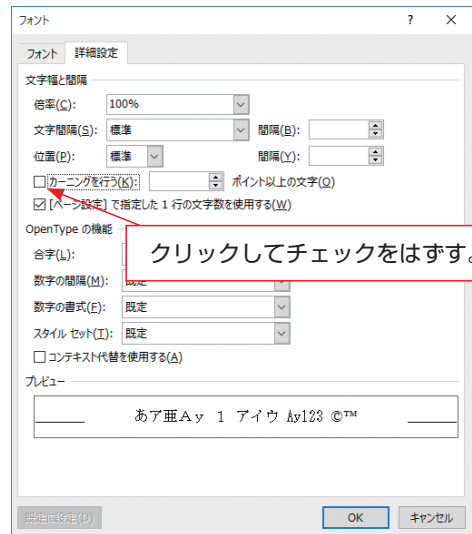 フォント ? ×
フォント 詳細設定
文字幅と間隔
倍率(C): 100%
文字間隔(S): 標準 間隔(B):
位置(P): 標準 間隔(Y):
カーニングを行う(K): ポイント以上の文字(O)
[ページ設定] で指定した 1 行の文字数を使用する(W)
OpenType の機能
合字(L):
クリックしてチェックをはずす。
数字の間隔(M): 既定
数字の書式(F): 既定
スタイル セット(T): 既定
コンテキスト代替を使用する(A)
プレビュー
あア亜Ay 1 アイウ Ay123 ©™
既定に設定(D) OK キャンセル